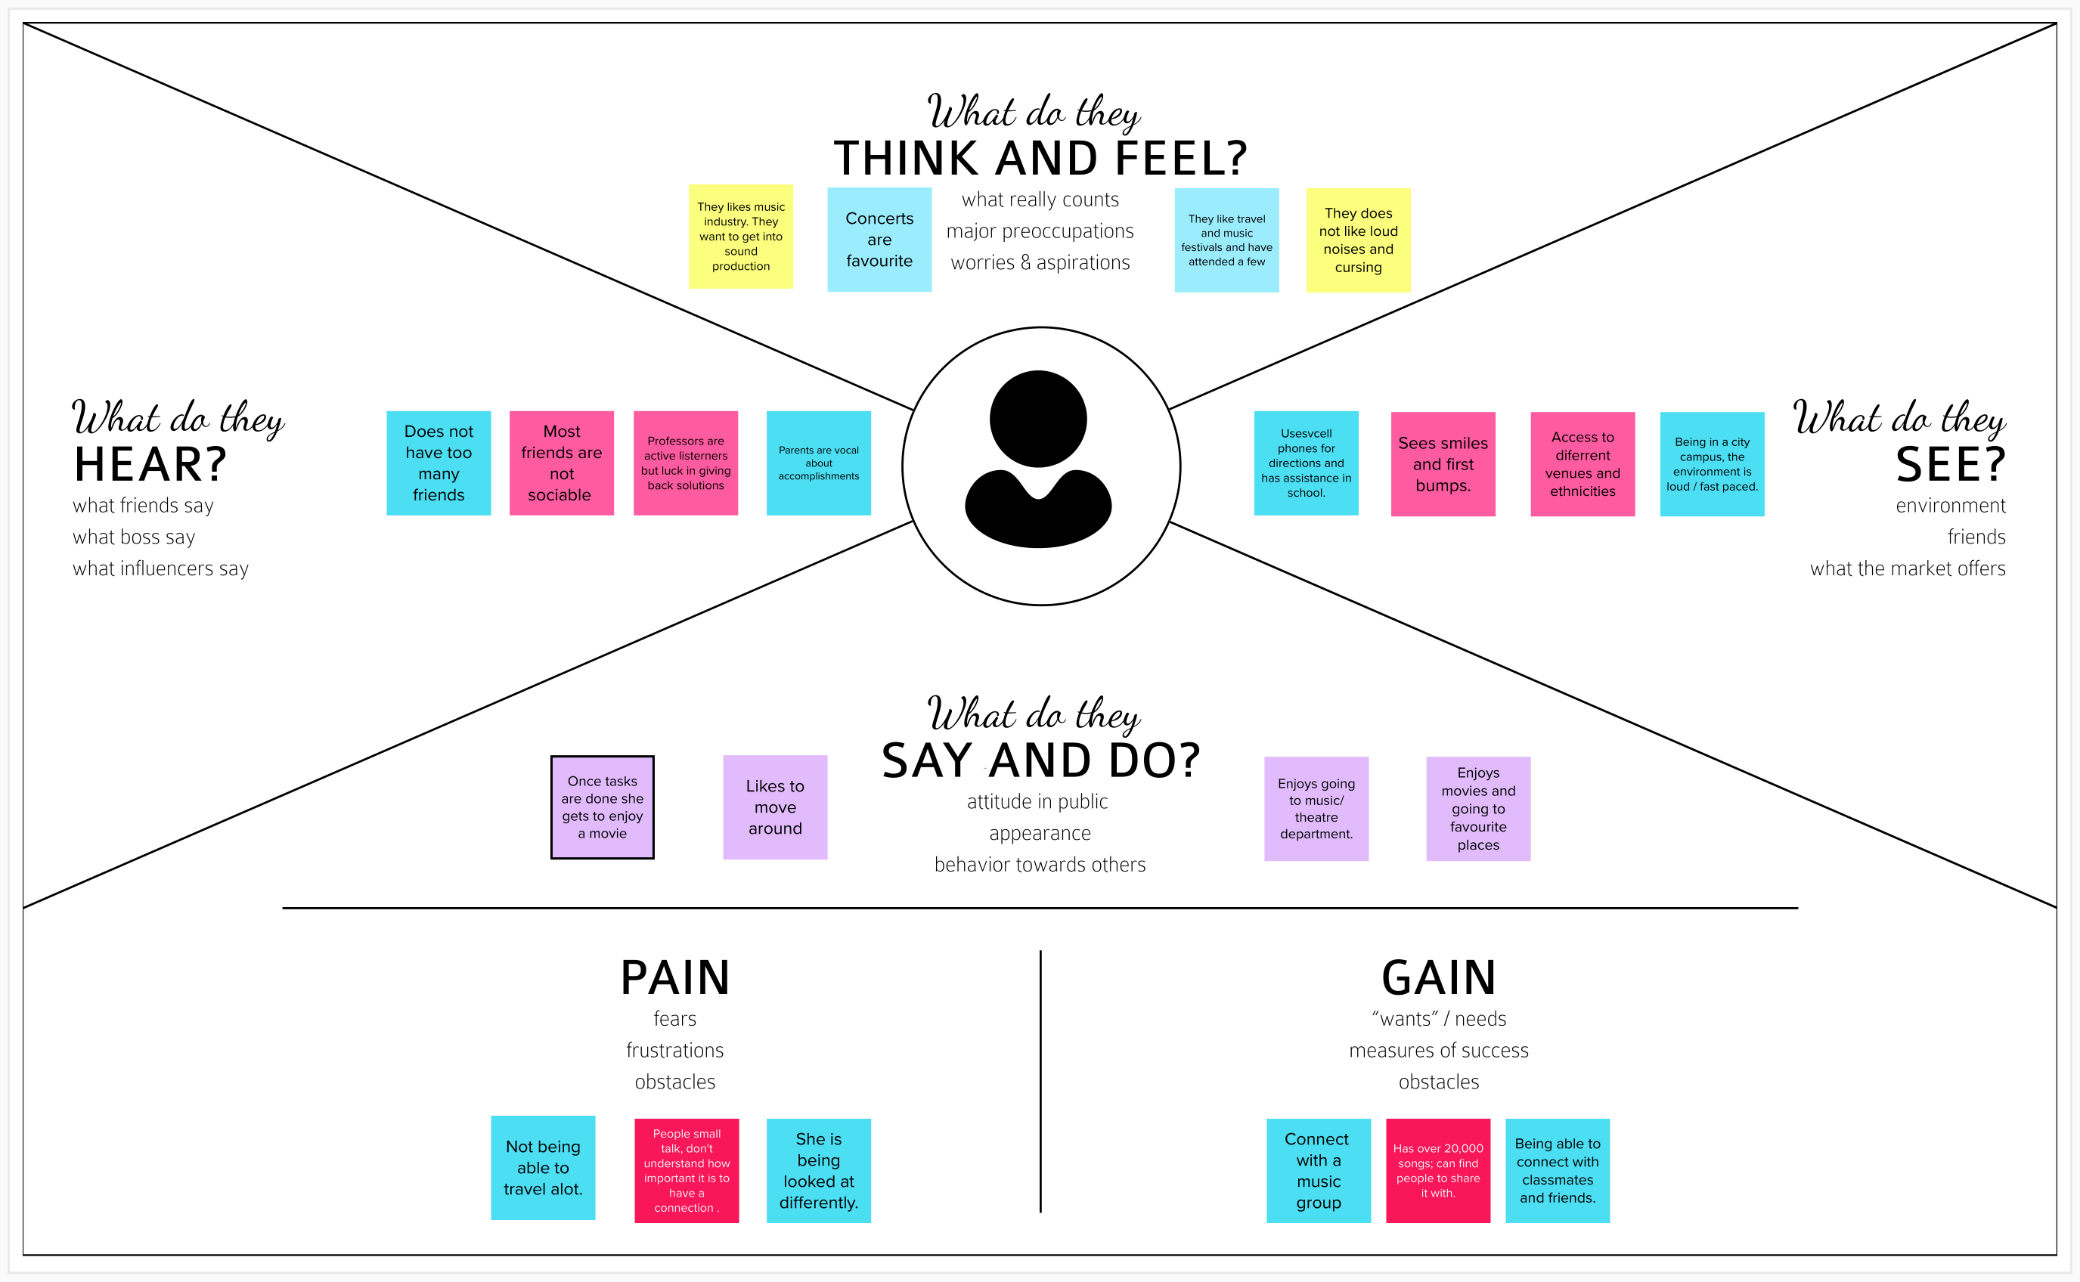 What do they
THINK AND FEEL?
what really counts
major preoccupations
worries & aspirations
They likes music
industry. They
want to get into
sound
production
Concerts
are
favourite
They like travel
and music
festivals and have
attended a few
They does
not like loud
noises and
cursing
What do they
HEAR?
what friends say
what boss say
what influencers say
Does not
have too
many
friends
Most
friends are
not
sociable
Professors are
active listerners
but luck in giving
back solutions
Parents are vocal
about
accomplishments
Usesvcell
phones for
directions and
has assistance in
school.
Sees smiles
and first
bumps.
Access to
diferrent
venues and
ethnicities
Being in a city
campus, the
environment is
loud / fast paced.
What do they
SEE?
environment
friends
what the market offers
What do they
SAY AND DO?
attitude in public
appearance
behavior towards others
Once tasks
are done she
gets to enjoy
a movie
Likes to
move
around
Enjoys going
to music/
theatre
department.
Enjoys
movies and
going to
favourite
places
PAIN
fears
frustrations
obstacles
Not being
able to
travel alot.
People small
talk, don't
understand how
important it is to
have a
connection .
She is
being
looked at
differently.
GAIN
“wants” / needs
measures of success
obstacles
Connect
with a
music
group
Has over 20,000
songs; can find
people to share
it with.
Being able to
connect with
classmates
and friends.